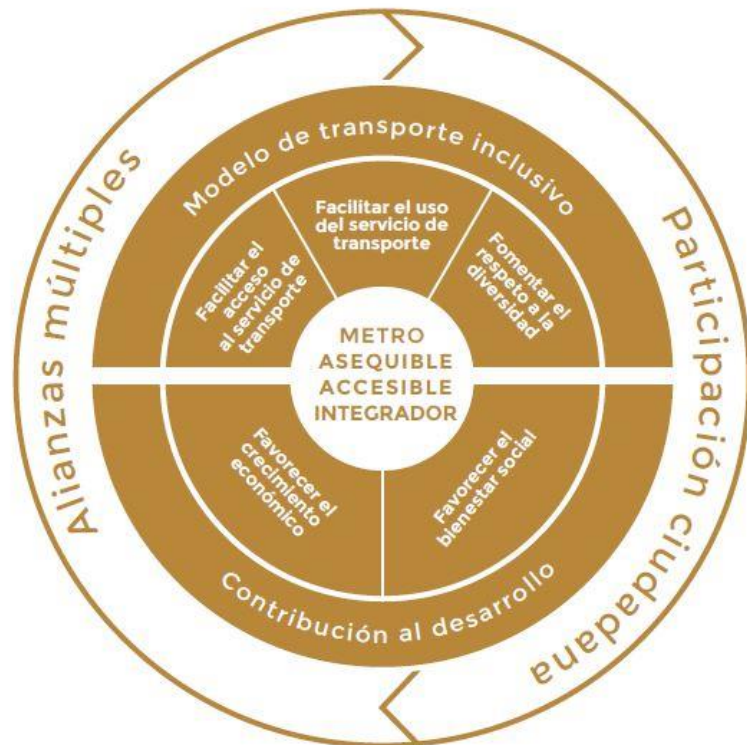 Alianzas múltiples
Participación ciudadana
Modelo de transporte inclusivo
Facilitar el
acceso
al servicio de
transporte
Facilitar el uso
del servicio de
transporte
Fomentar el
respeto a la
diversidad
METRO
ASEQUIBLE
ACCESIBLE
INTEGRADOR
Favorecer el
crecimiento
económico
Favorecer el
bienestar social
Contribución al desarrollo